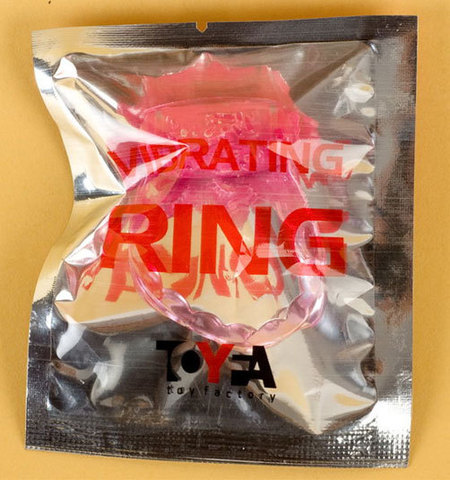 VIBRATING
RING
TOYFA
toy factory